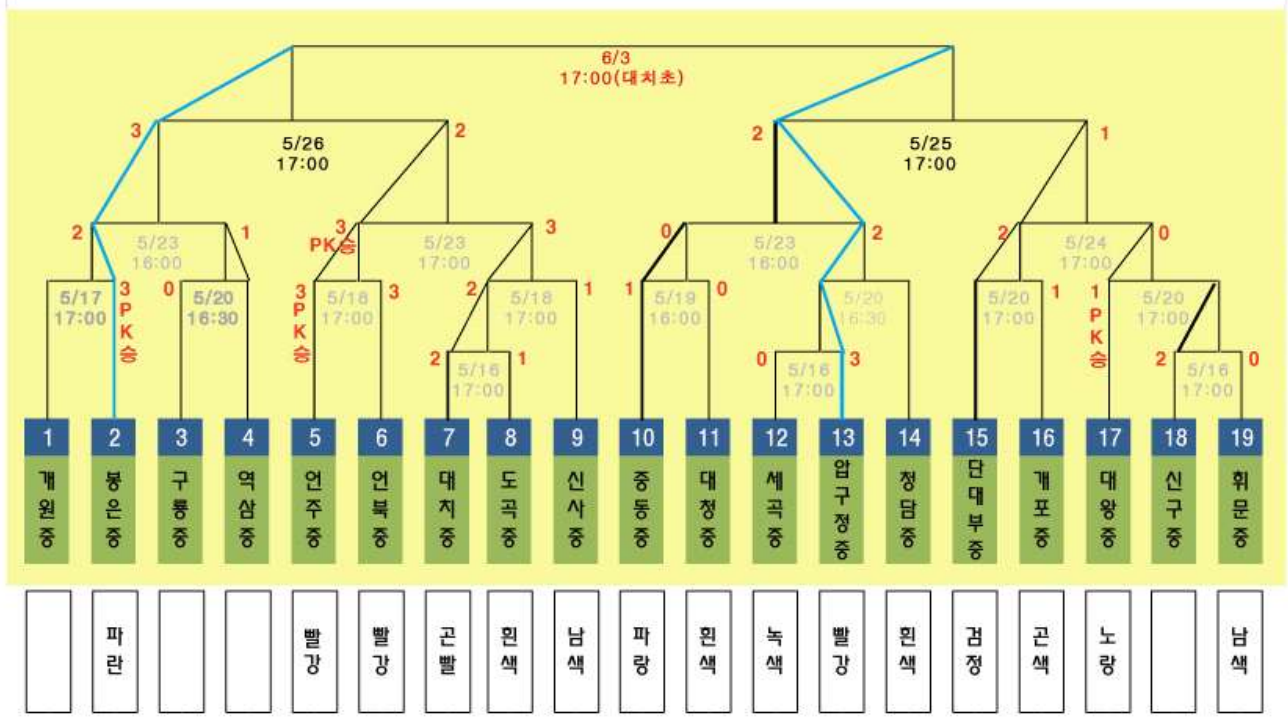 6/3
17:00(대치초)
3
2
2
1
5/26
17:00
5/25
17:00
2
1
3
PK승
3
0
2
2
0
5/23
16:00
5/23
17:00
5/23
16:00
5/24
17:00
3
PK승
0
3
PK승
3
2
1
1
0
1
1
PK승
5/17
17:00
5/20
16:30
5/18
17:00
5/18
17:00
5/19
16:00
5/20
16:30
5/20
17:00
5/20
17:00
2
1
0
3
2
0
5/16
17:00
5/16
17:00
5/16
17:00
1 2 3 4 5 6 7 8 9 10 11 12 13 14 15 16 17 18 19
개원중
봉은중
구룡중
역삼중
언주중
언북중
대치중
도곡중
신사중
중동중
대청중
세곡중
압구정중
청담중
단대부중
개포중
대왕중
신구중
휘문중
파란
빨강
빨강
곤빨
흰색
남색
파랑
흰색
녹색
빨강
흰색
검정
곤색
노랑
남색